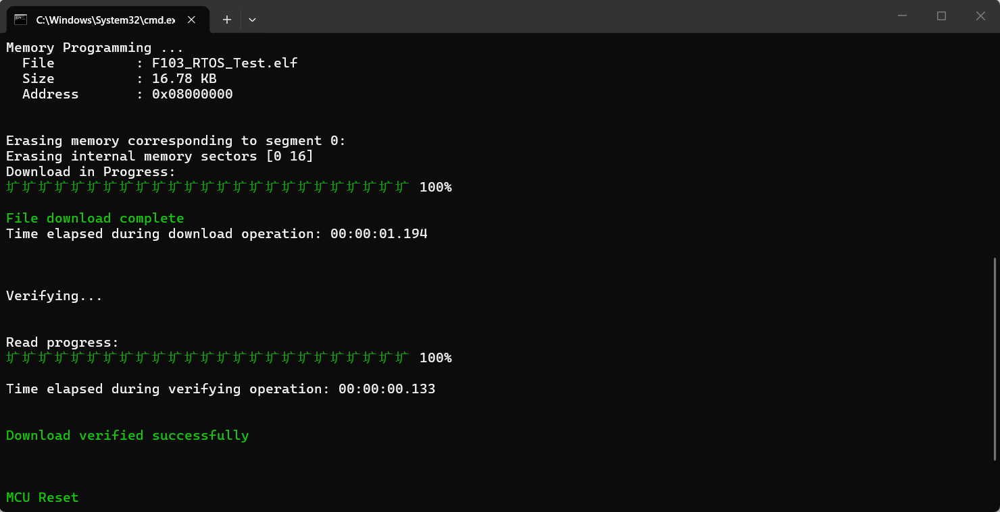 C:\Windows\System32\cmd.ex
Memory Programming ...
File : F103_RTOS_Test.elf
Size : 16.78 KB
Address : 0x08000000
Erasing memory corresponding to segment 0:
Erasing internal memory sectors [0 16]
Download in Progress:
圹圹圹圹圹圹圹圹圹圹圹圹圹圹圹圹圹圹圹圹圹圹圹圹圹 100%
File download complete
Time elapsed during download operation: 00:00:01.194
Verifying...
Read progress:
圹圹圹圹圹圹圹圹圹圹圹圹圹圹圹圹圹圹圹圹圹圹圹圹圹 100%
Time elapsed during verifying operation: 00:00:00.133
Download verified successfully
MCU Reset